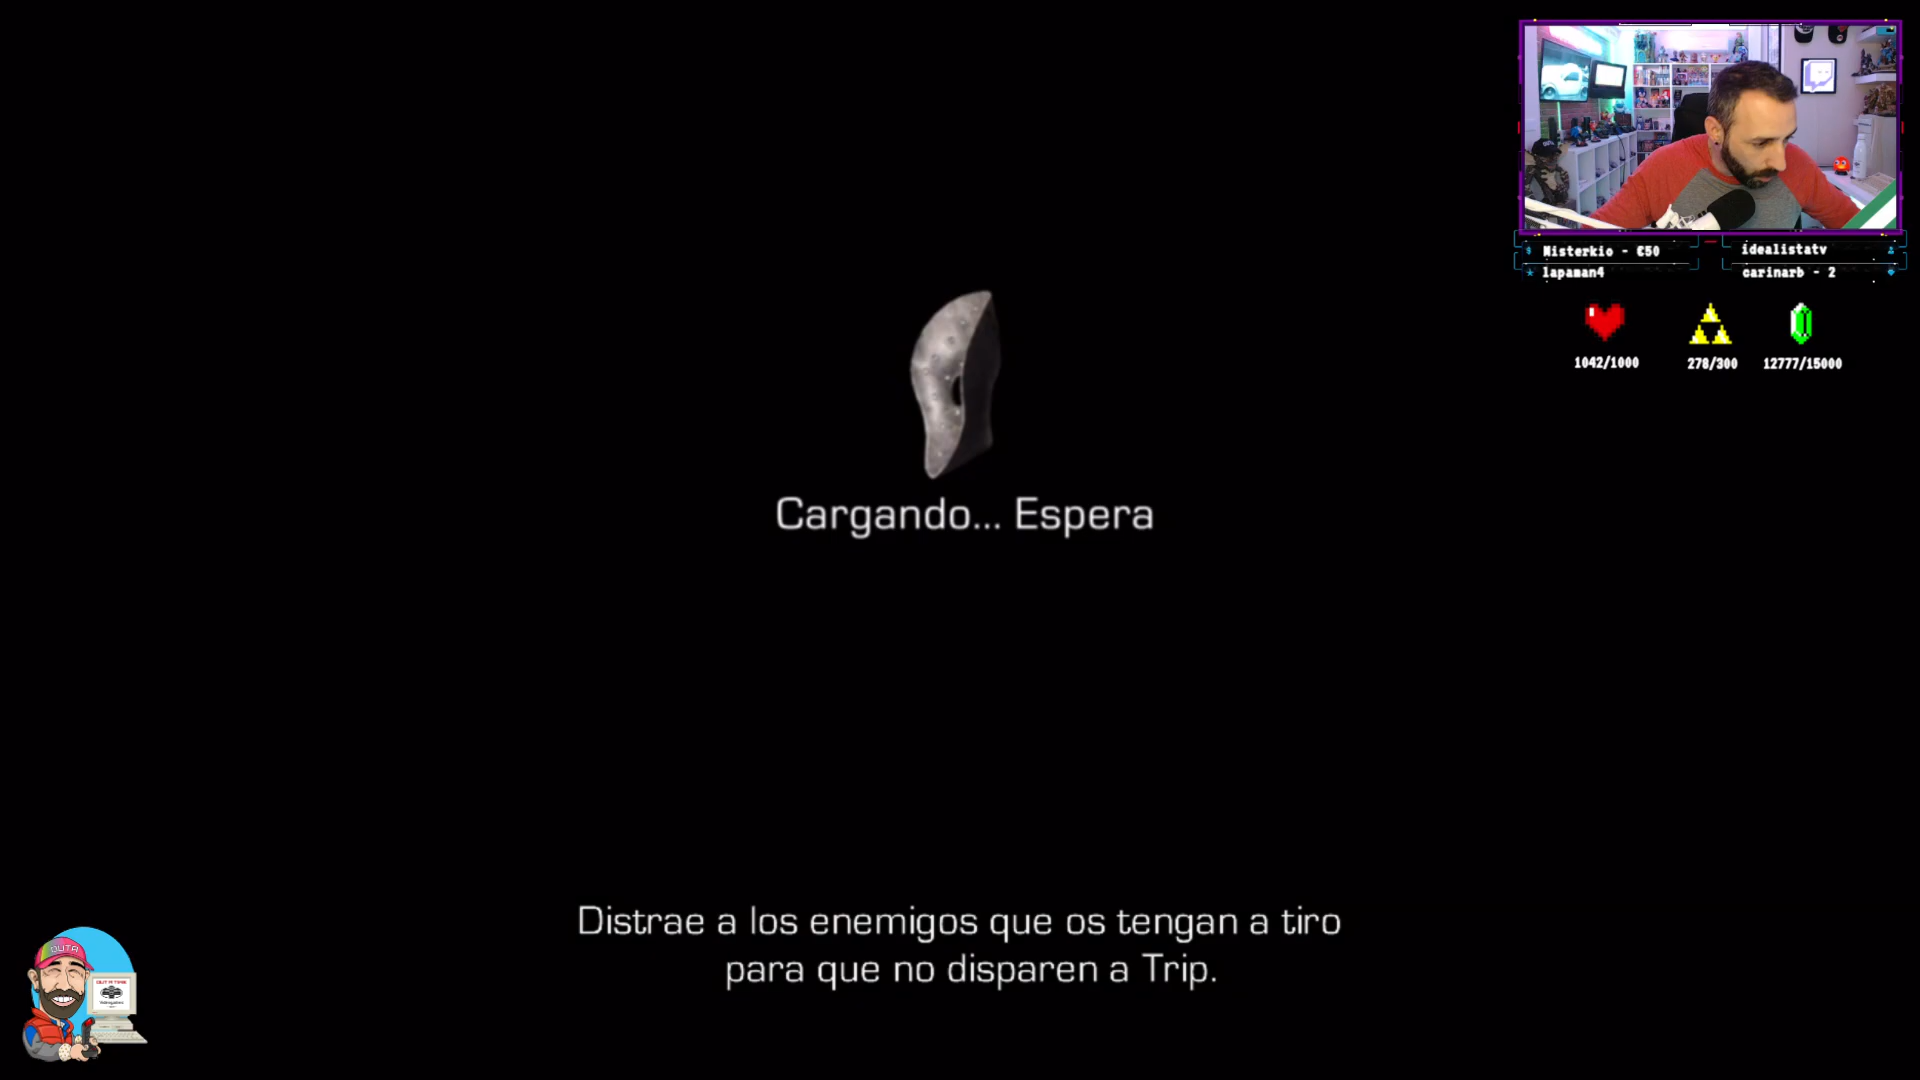 Misterkio - €50
idealistatv
lapaman4
carinarb - 2
1042/1000
278/300
12777/15000
Cargando... Espera
Distrae a los enemigos que os tengan a tiro
para que no disparen a Trip.